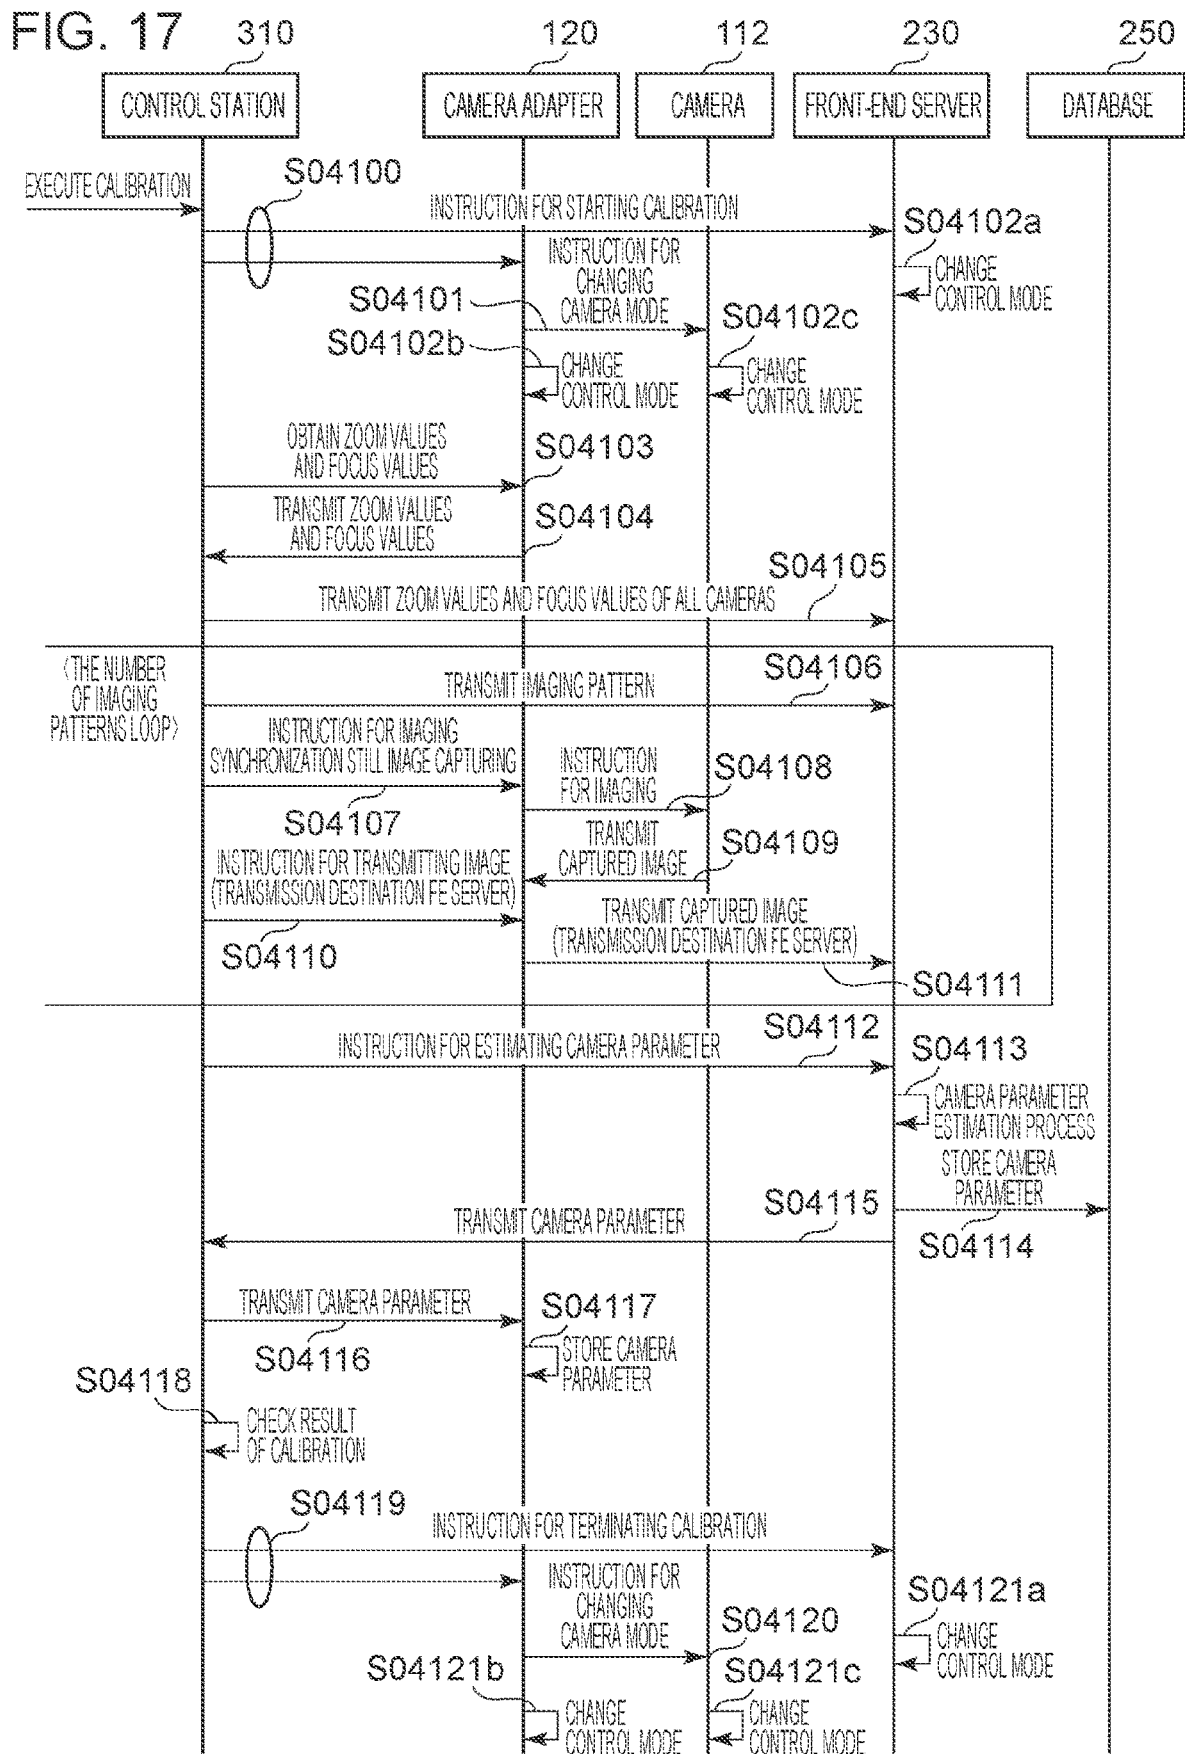 FIG. 17
310
120
112
230
250
CONTROL STATION
CAMERA ADAPTER
CAMERA
FRONT-END SERVER
DATABASE
EXECUTE CALIBRATION
S04100
INSTRUCTION FOR STARTING CALIBRATION
S04102a
CHANGE
CONTROL MODE
INSTRUCTION FOR
CHANGING
CAMERA MODE
S04101
S04102b
S04102c
CHANGE
CONTROL MODE
CHANGE
CONTROL MODE
OBTAIN ZOOM VALUES
AND FOCUS VALUES
S04103
TRANSMIT ZOOM VALUES
AND FOCUS VALUES
S04104
S04105
TRANSMIT ZOOM VALUES AND FOCUS VALUES OF ALL CAMERAS
<THE NUMBER
OF IMAGING
PATTERNS LOOP>
S04106
TRANSMIT IMAGING PATTERN
INSTRUCTION FOR IMAGING
SYNCHRONIZATION STILL IMAGE CAPTURING
S04107
INSTRUCTION
FOR IMAGING
S04108
TRANSMIT
CAPTURED IMAGE
S04109
INSTRUCTION FOR TRANSMITTING IMAGE
(TRANSMISSION DESTINATION FE SERVER)
S04110
TRANSMIT CAPTURED IMAGE
(TRANSMISSION DESTINATION FE SERVER)
S04111
S04112
INSTRUCTION FOR ESTIMATING CAMERA PARAMETER
S04113
CAMERA PARAMETER
ESTIMATION PROCESS
STORE CAMERA
PARAMETER
S04114
S04115
TRANSMIT CAMERA PARAMETER
TRANSMIT CAMERA PARAMETER
S04116
S04117
STORE CAMERA
PARAMETER
S04118
CHECK RESULT
OF CALIBRATION
S04119
INSTRUCTION FOR TERMINATING CALIBRATION
INSTRUCTION FOR
CHANGING
CAMERA MODE
S04120
S04121a
CHANGE
CONTROL MODE
S04121b
S04121c
CHANGE
CONTROL MODE
CHANGE
CONTROL MODE